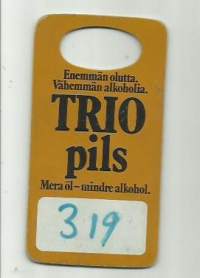 Enemmän olutta.
Vähemmän alkoholia.
TRIO
pils
Mera öl – mindre alkohol.
319